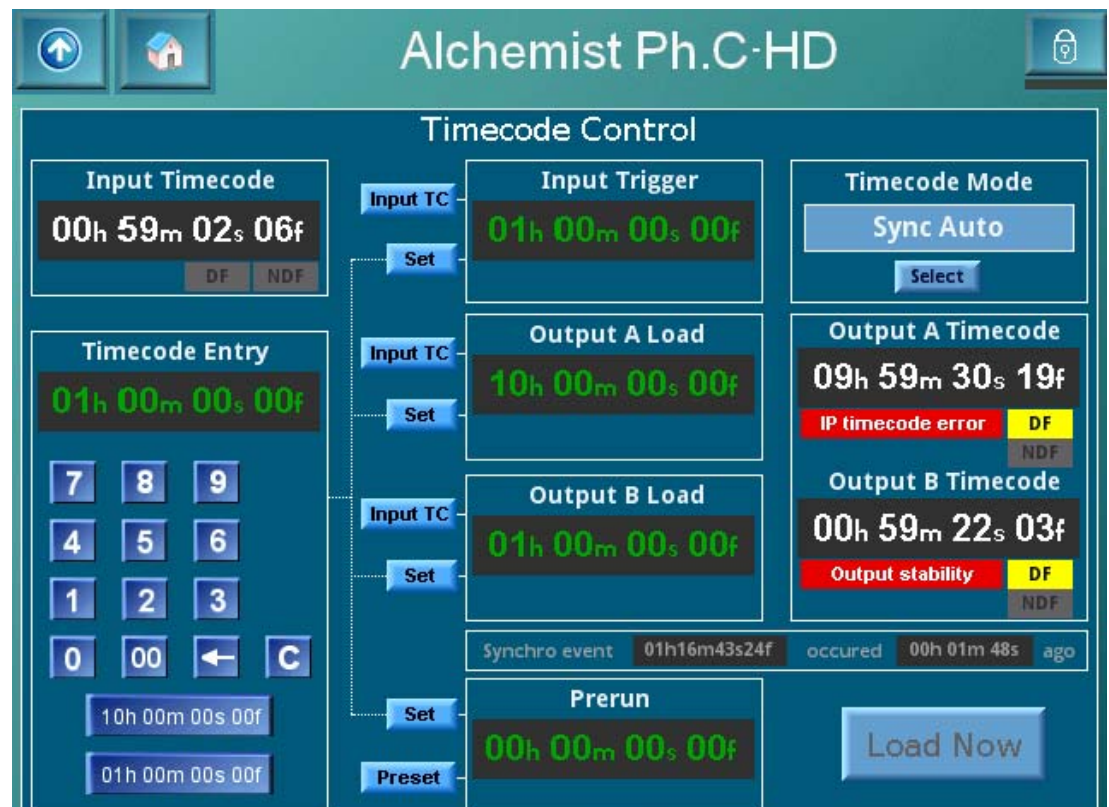 Alchemist Ph.C-HD
Timecode Control
Input Timecode
00h 59m 02s 06f
DF NDF
Timecode Entry
01h 00m 00s 00f
7 8 9
4 5 6
1 2 3
0 00 C
10h 00m 00s 00f
01h 00m 00s 00f
Input TC
Set
Input Trigger
01h 00m 00s 00f
Input TC
Set
Output A Load
10h 00m 00s 00f
Input TC
Set
Output B Load
01h 00m 00s 00f
Synchro event 01h16m43s24f occured 00h 01m 48s ago
Set
Preset
Prerun
00h 00m 00s 00f
Timecode Mode
Sync Auto
Select
Output A Timecode
09h 59m 30s 19f
IP timecode error DF
NDF
Output B Timecode
00h 59m 22s 03f
Output stability DF
NDF
Load Now